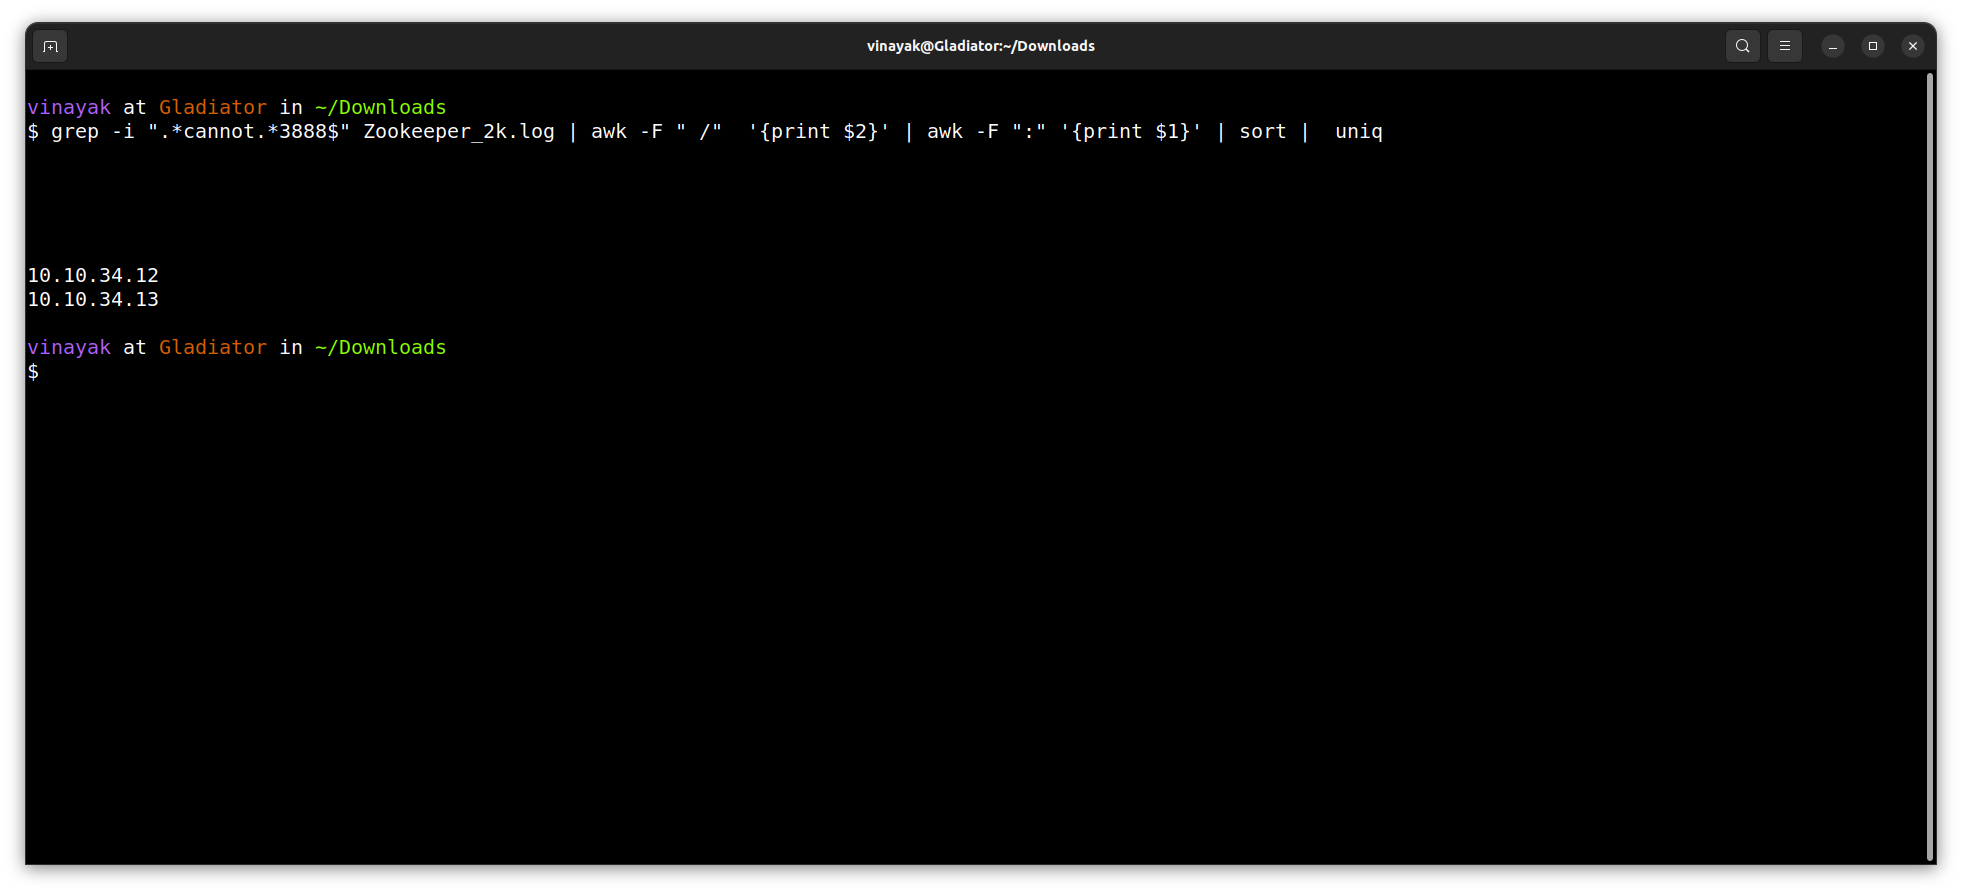 vinayak@Gladiator:~/Downloads
vinayak at Gladiator in ~/Downloads
$ grep -i ".*cannot.*3888$" Zookeeper_2k.log | awk -F " /"  '{print $2}' | awk -F ":" '{print $1}' | sort |  uniq
10.10.34.12
10.10.34.13
vinayak at Gladiator in ~/Downloads
$